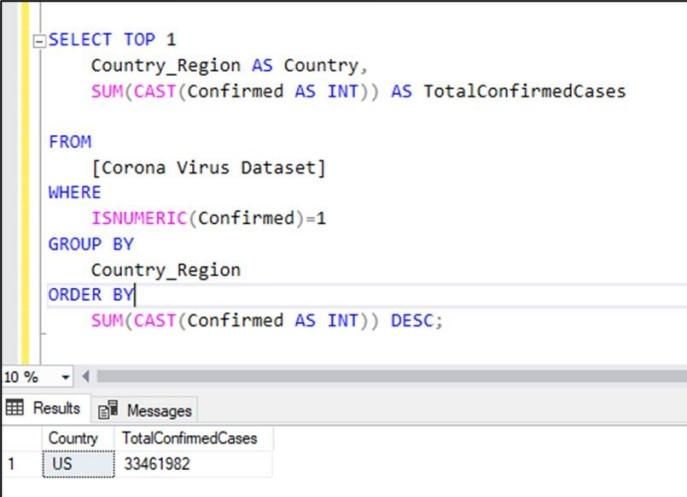 SELECT TOP 1
Country_Region AS Country,
SUM(CAST(Confirmed AS INT)) AS TotalConfirmedCases
FROM
[Corona Virus Dataset]
WHERE
ISNUMERIC(Confirmed)=1
GROUP BY
Country_Region
ORDER BY
SUM(CAST(Confirmed AS INT)) DESC;
10 %
Results Messages
Country TotalConfirmedCases
1 US 33461982